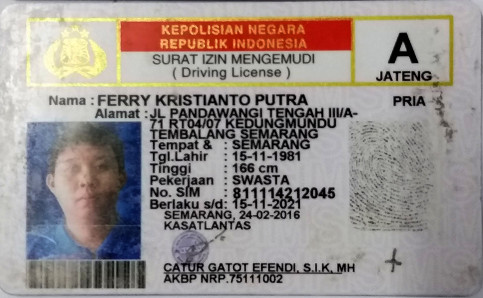 KEPOLISIAN NEGARA
REPUBLIK INDONESIA
SURAT IZIN MENGEMUDI
( Driving License )
A
JATENG
Nama : FERRY KRISTIANTO PUTRA PRIA
Alamat : JL PANDAWANGI TENGAH III/A-
71 RT04/07 KEDUNGMUNDU
TEMBALANG SEMARANG
Tempat & : SEMARANG
Tgl.Lahir : 15-11-1981
Tinggi : 166 cm
Pekerjaan : SWASTA
No. SIM : 811114212045
Berlaku s/d : 15-11-2021
SEMARANG, 24-02-2016
KASATLANTAS
CATUR GATOT EFENDI, S.I.K, MH
AKBP NRP.75111002